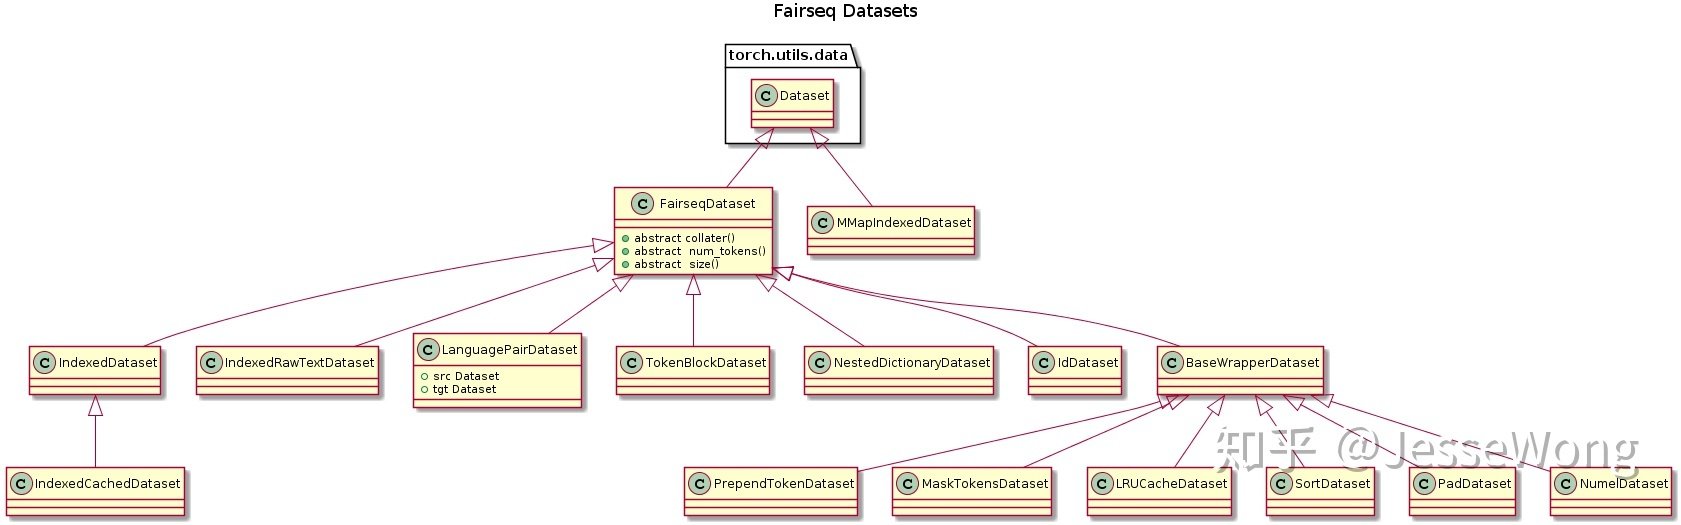 Fairseq Datasets
torch.utils.data
C Dataset
C FairseqDataset
abstract collater()
abstract num_tokens()
abstract size()
C MMapIndexedDataset
C IndexedDataset
C IndexedRawTextDataset
C LanguagePairDataset
src Dataset
tgt Dataset
C TokenBlockDataset
C NestedDictionaryDataset
C IdDataset
C BaseWrapperDataset
C IndexedCachedDataset
C PrependTokenDataset
C MaskTokensDataset
C LRUCacheDataset
C SortDataset
C PadDataset
C NumelDataset
知乎 @JesseWong